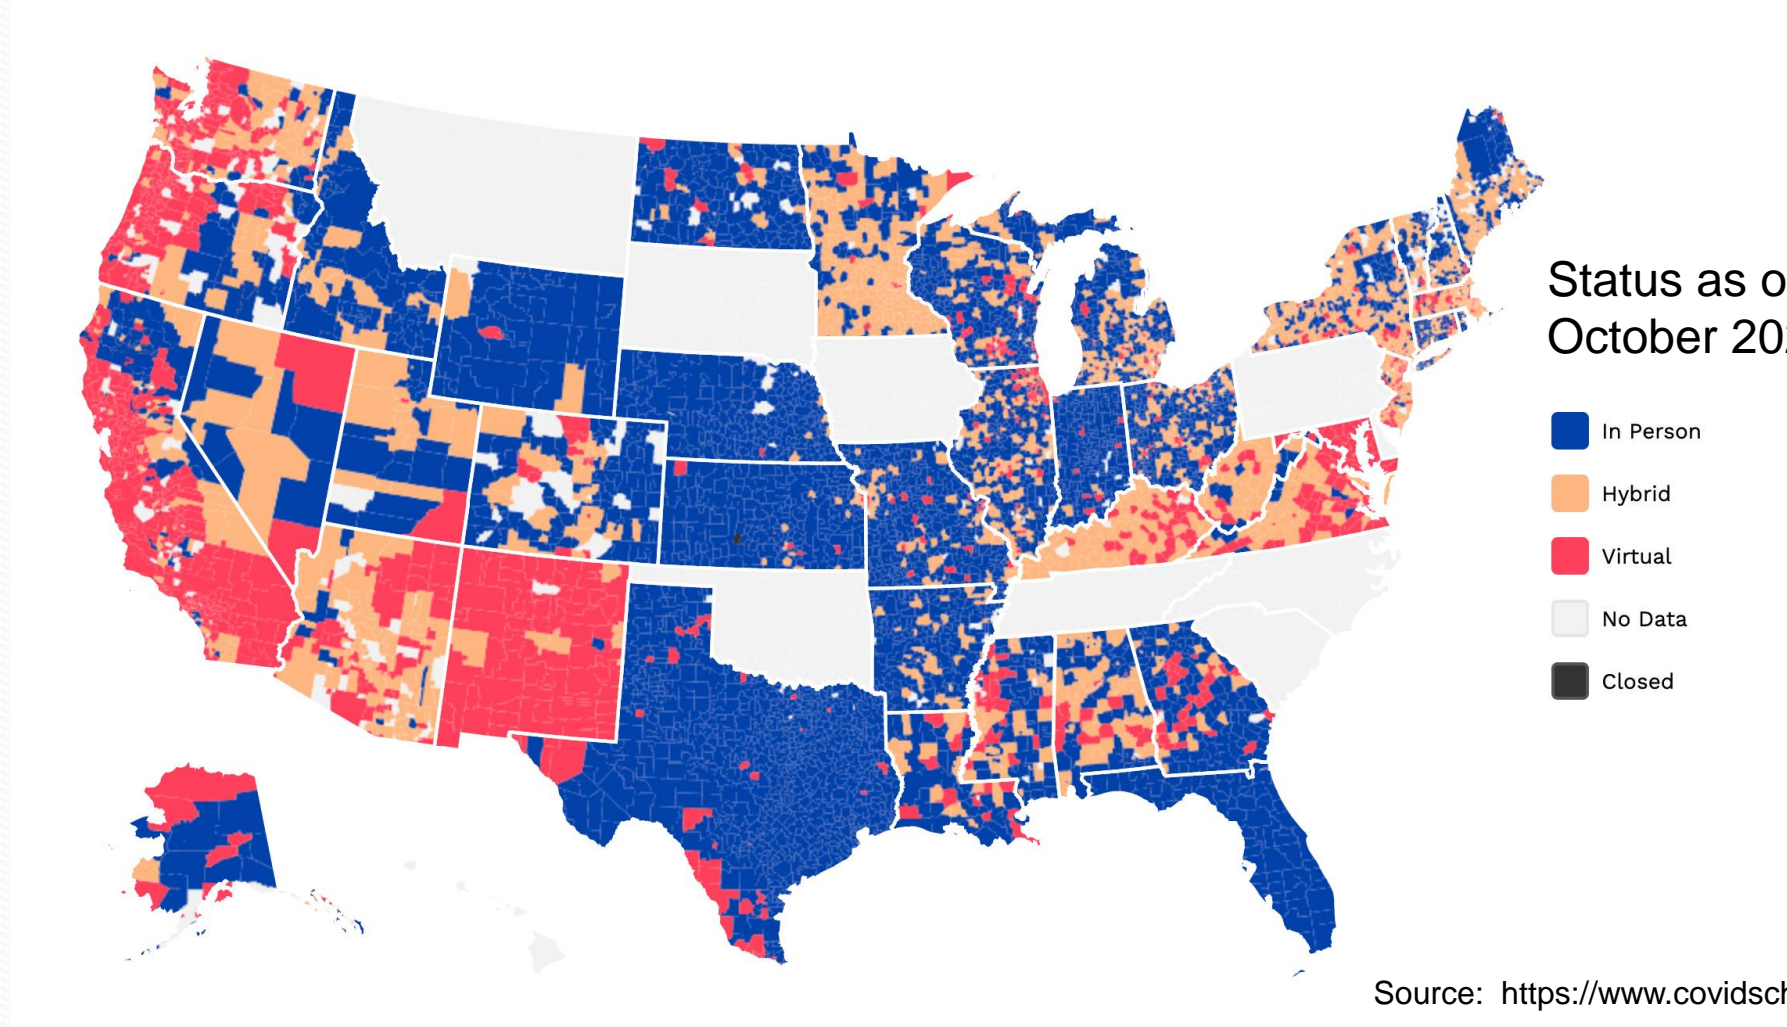 Status as o
October 20
In Person
Hybrid
Virtual
No Data
Closed
Source: https://www.covidsch